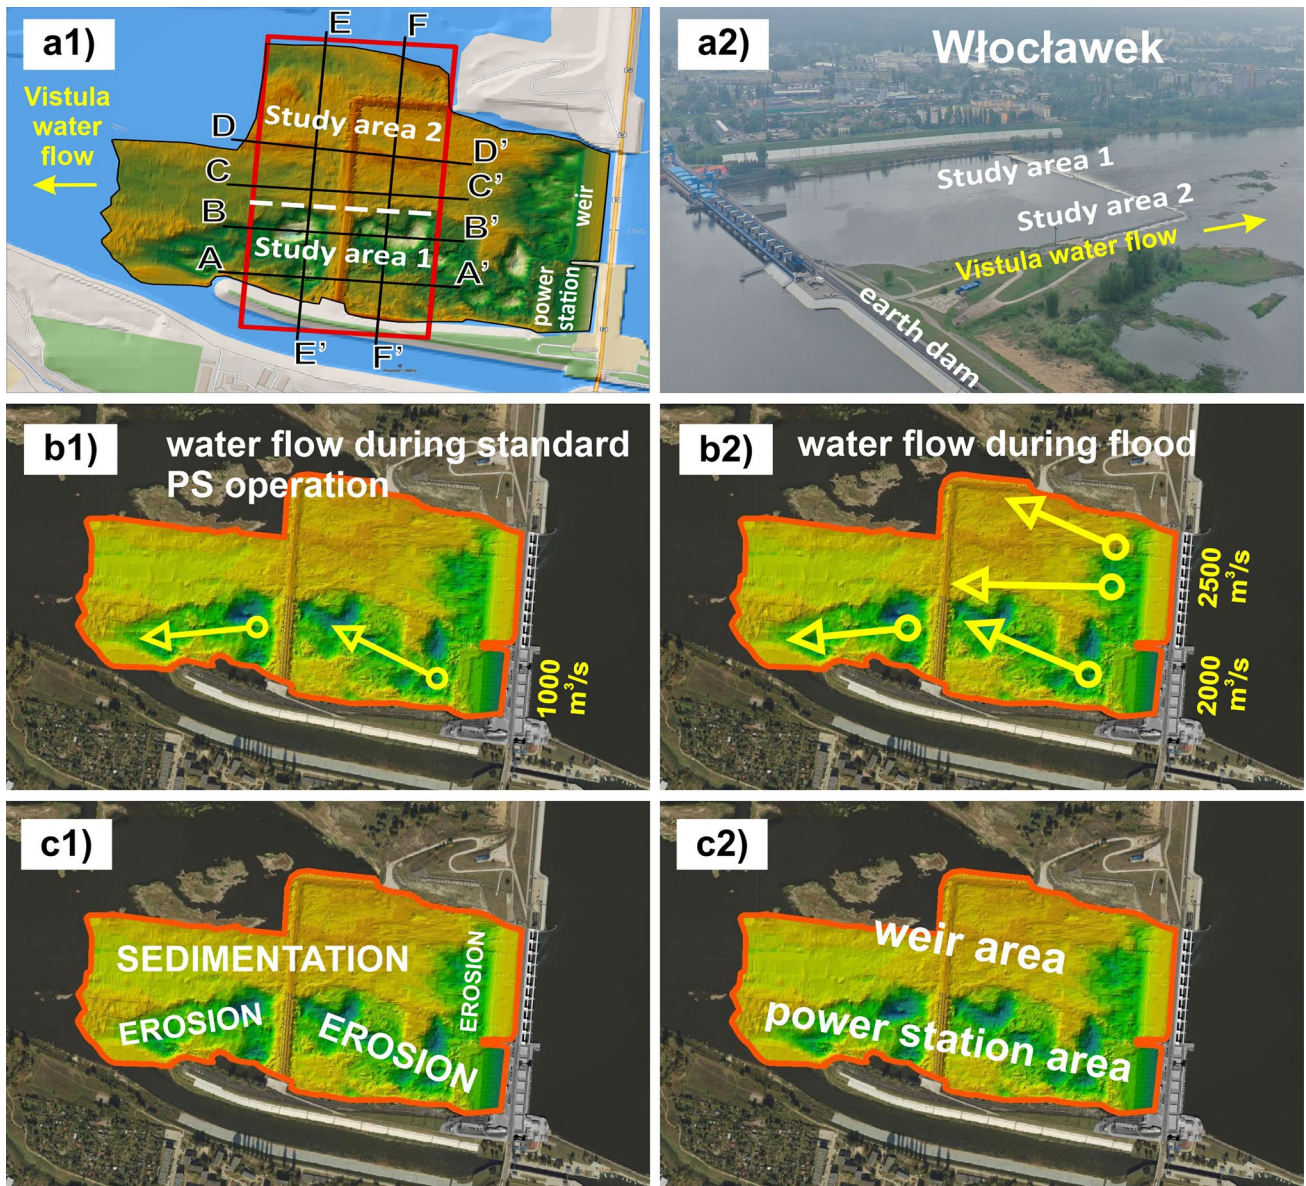 a1)
E
F
Vistula
water
flow
Study area 2
D
D'
C
C'
B
B'
Study area 1
A
A'
weir
power
station
E'
F'
a2)
Włocławek
Study area 1
Study area 2
Vistula water flow
earth dam
b1)
water flow during standard
PS operation
1000
m³/s
b2)
water flow during flood
2500
m³/s
2000
m³/s
c1)
SEDIMENTATION
EROSION
EROSION
EROSION
c2)
weir area
power station area